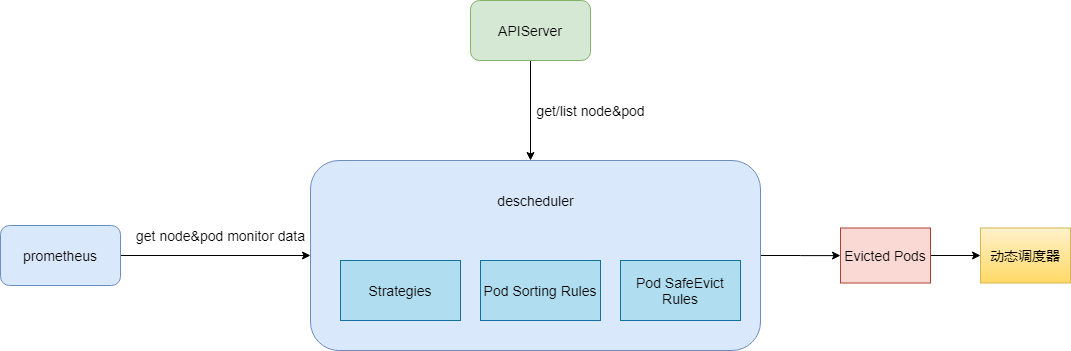 APIServer
get/list node&pod
descheduler
get node&pod monitor data
prometheus
Strategies
Pod Sorting Rules
Pod SafeEvict
Rules
Evicted Pods
动态调度器